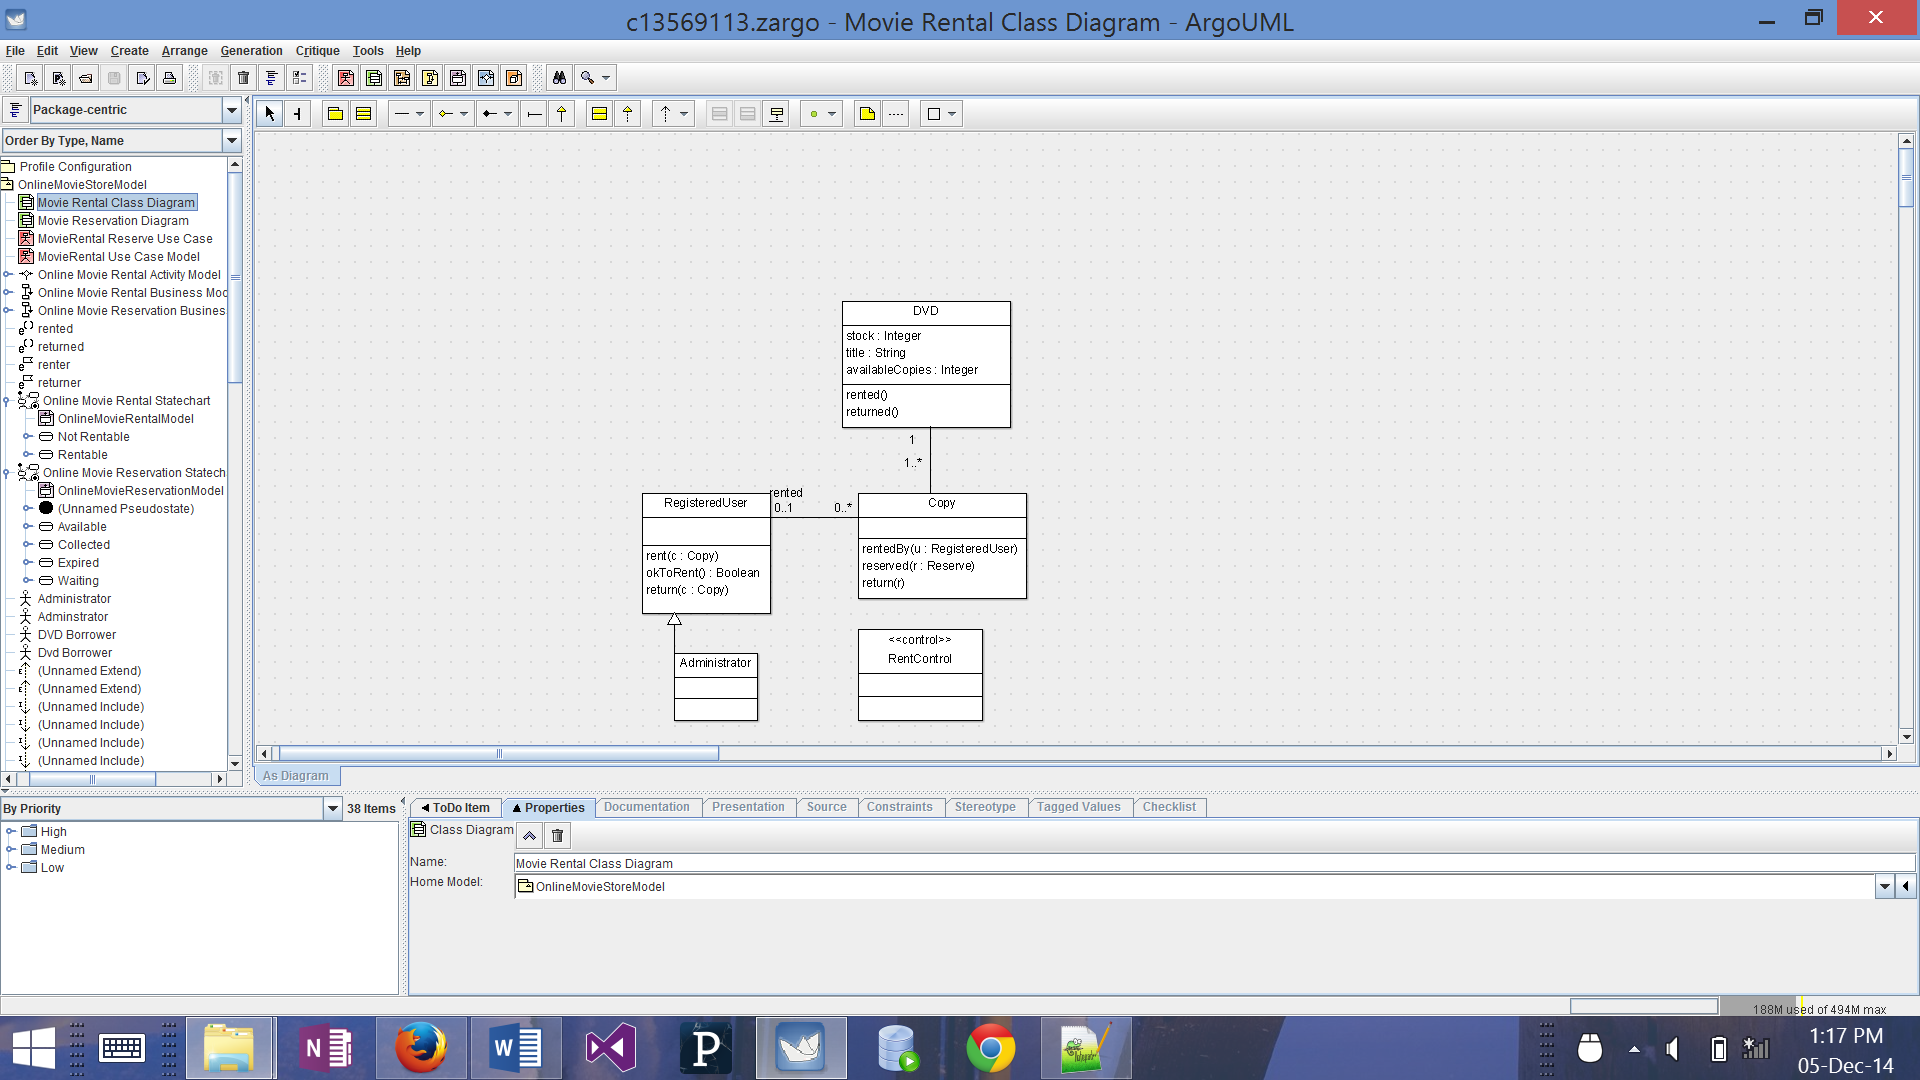 c13569113.zargo - Movie Rental Class Diagram - ArgoUML
File Edit View Create Arrange Generation Critique Tools Help
Package-centric
Order By Type, Name
Profile Configuration
OnlineMovieStoreModel
Movie Rental Class Diagram
Movie Reservation Diagram
MovieRental Reserve Use Case
MovieRental Use Case Model
Online Movie Rental Activity Model
Online Movie Rental Business Moc
Online Movie Reservation Busines
rented
returned
renter
returner
Online Movie Rental Statechart
OnlineMovieRentalModel
Not Rentable
Rentable
Online Movie Reservation Statech
OnlineMovieReservationModel
(Unnamed Pseudostate)
Available
Collected
Expired
Waiting
Administrator
Adminstrator
DVD Borrower
Dvd Borrower
(Unnamed Extend)
(Unnamed Extend)
(Unnamed Include)
(Unnamed Include)
(Unnamed Include)
(Unnamed Include)
DVD
stock : Integer
title : String
availableCopies : Integer
rented()
returned()
1
1..*
RegisteredUser
rent(c : Copy)
okToRent() : Boolean
return(c : Copy)
rented
0..1
0..*
Copy
rentedBy(u : RegisteredUser)
reserved(r : Reserve)
return(r)
Administrator
<<control>>
RentControl
As Diagram
By Priority
38 Items
High
Medium
Low
ToDo Item Properties Documentation Presentation Source Constraints Stereotype Tagged Values Checklist
Class Diagram
Name: Movie Rental Class Diagram
Home Model: OnlineMovieStoreModel
188M used of 494M max
1:17 PM
05-Dec-14